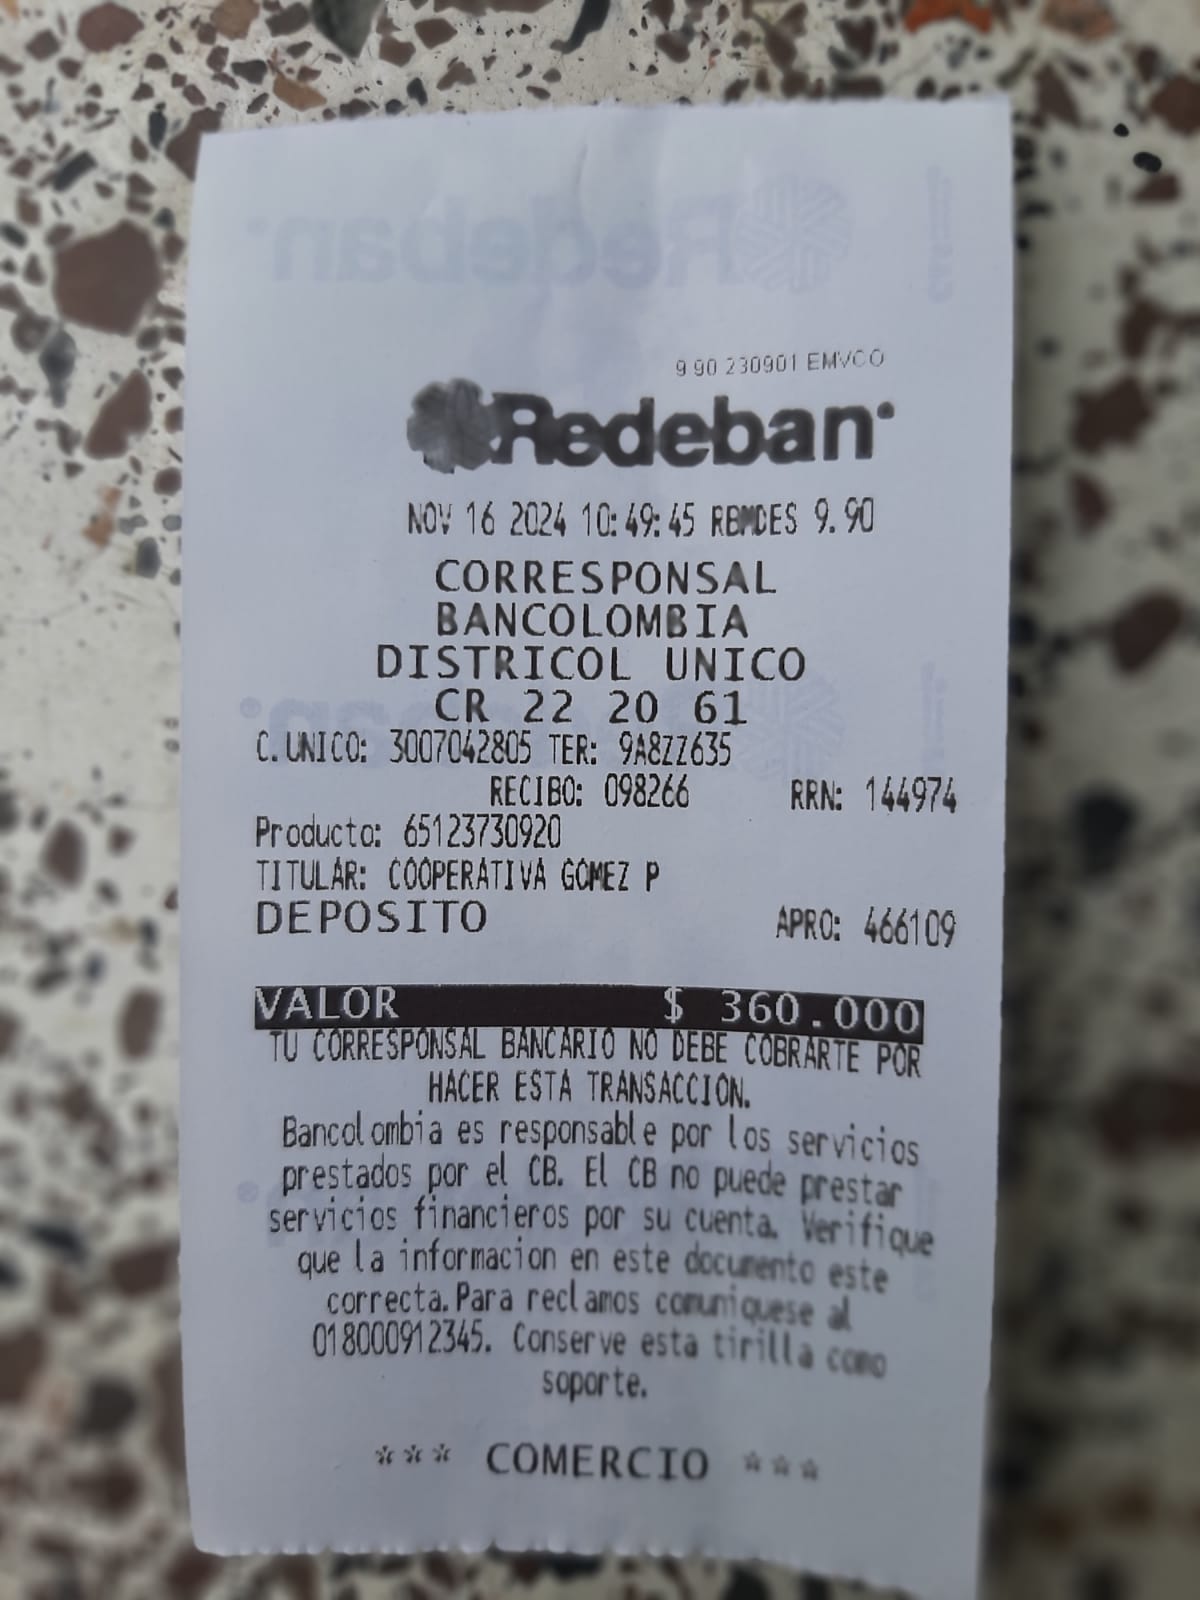 Redeban
9 90 230901 EMVCO
Redeban
NOV 16 2024 10:49:45 RBMDES 9.90
CORRESPONSAL
BANCOLOMBIA
DISTRICOL UNICO
CR 22 20 61
C.UNICO: 3007042805 TER: 9A8ZZ635
RECIBO: 098266 RRN: 144974
Producto: 65123730920
TITULAR: COOPERATIVA GOMEZ P
DEPOSITO APRO: 466109
VALOR $ 360.000
TU CORRESPONSAL BANCARIO NO DEBE COBRARTE POR
HACER ESTA TRANSACCION.
Bancolombia es responsable por los servicios
prestados por el CB. El CB no puede prestar
servicios financieros por su cuenta. Verifique
que la informacion en este documento este
correcta.Para reclamos comuniquese al
018000912345. Conserve esta tirilla como
soporte.
*** COMERCIO ***